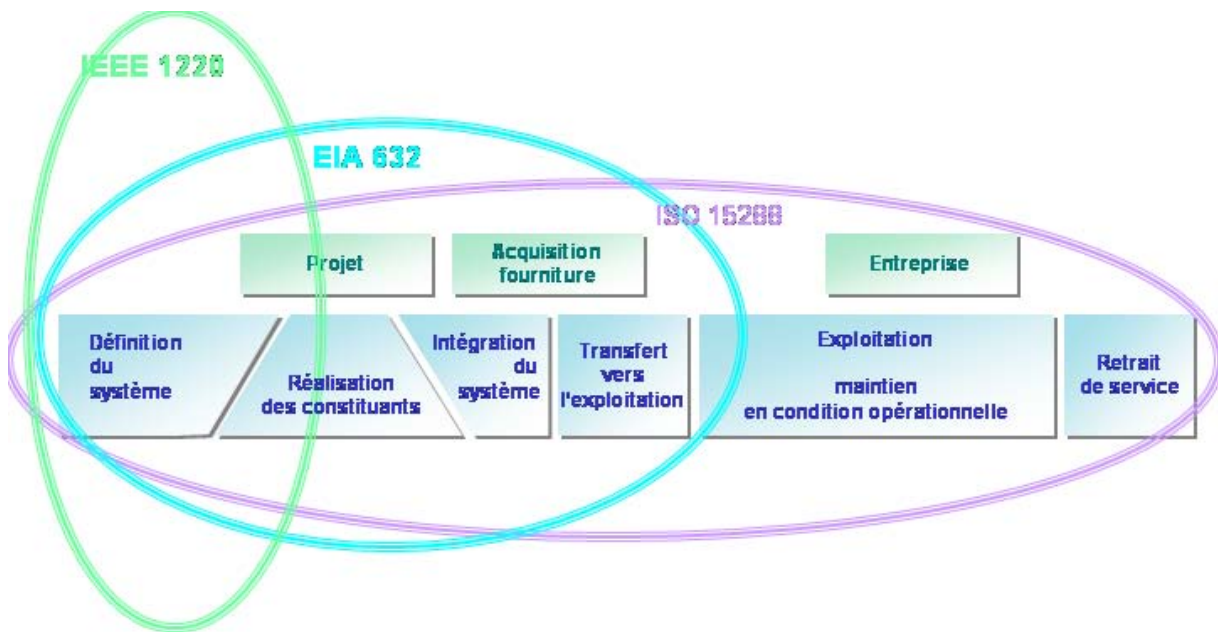 IEEE 1220
EIA 632
ISO 15288
Projet
Acquisition
fourniture
Entreprise
Définition
du
système
Réalisation
des constituants
Intégration
du
système
Transfert
vers
l'exploitation
Exploitation
maintien
en condition opérationnelle
Retrait
de service